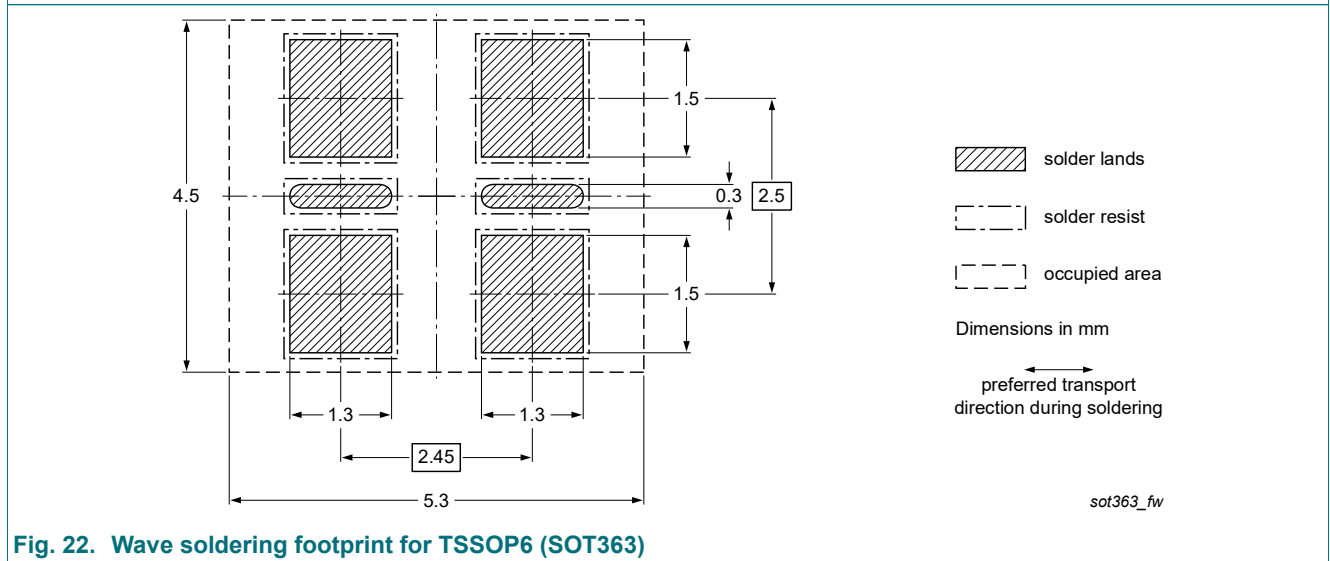 1.5
4.5
0.3
2.5
1.5
1.3
1.3
2.45
5.3
solder lands
solder resist
occupied area
Dimensions in mm
preferred transport
direction during soldering
sot363_fw
Fig. 22. Wave soldering footprint for TSSOP6 (SOT363)